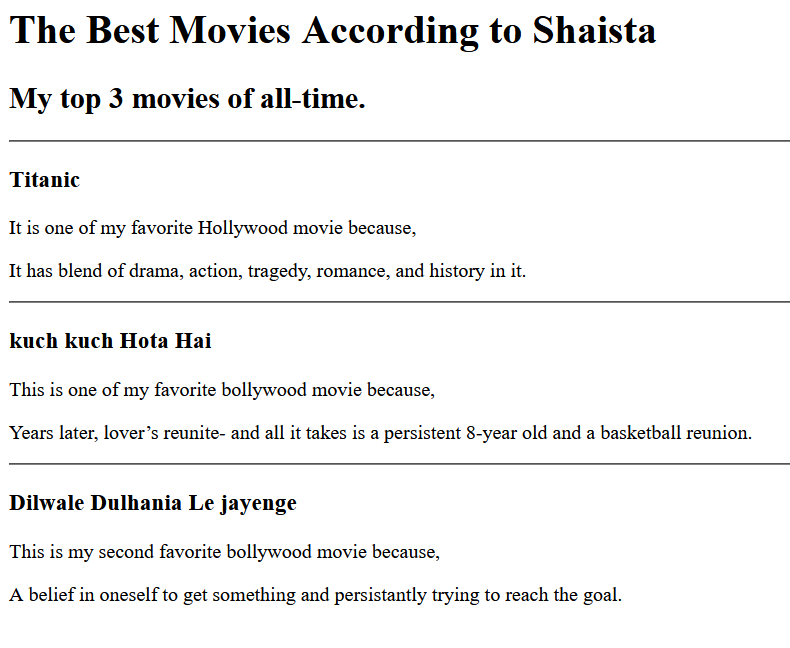 The Best Movies According to Shaista
My top 3 movies of all-time.
Titanic
It is one of my favorite Hollywood movie because,
It has blend of drama, action, tragedy, romance, and history in it.
kuch kuch Hota Hai
This is one of my favorite bollywood movie because,
Years later, lover’s reunite- and all it takes is a persistent 8-year old and a basketball reunion.
Dilwale Dulhania Le jayenge
This is my second favorite bollywood movie because,
A belief in oneself to get something and persistantly trying to reach the goal.